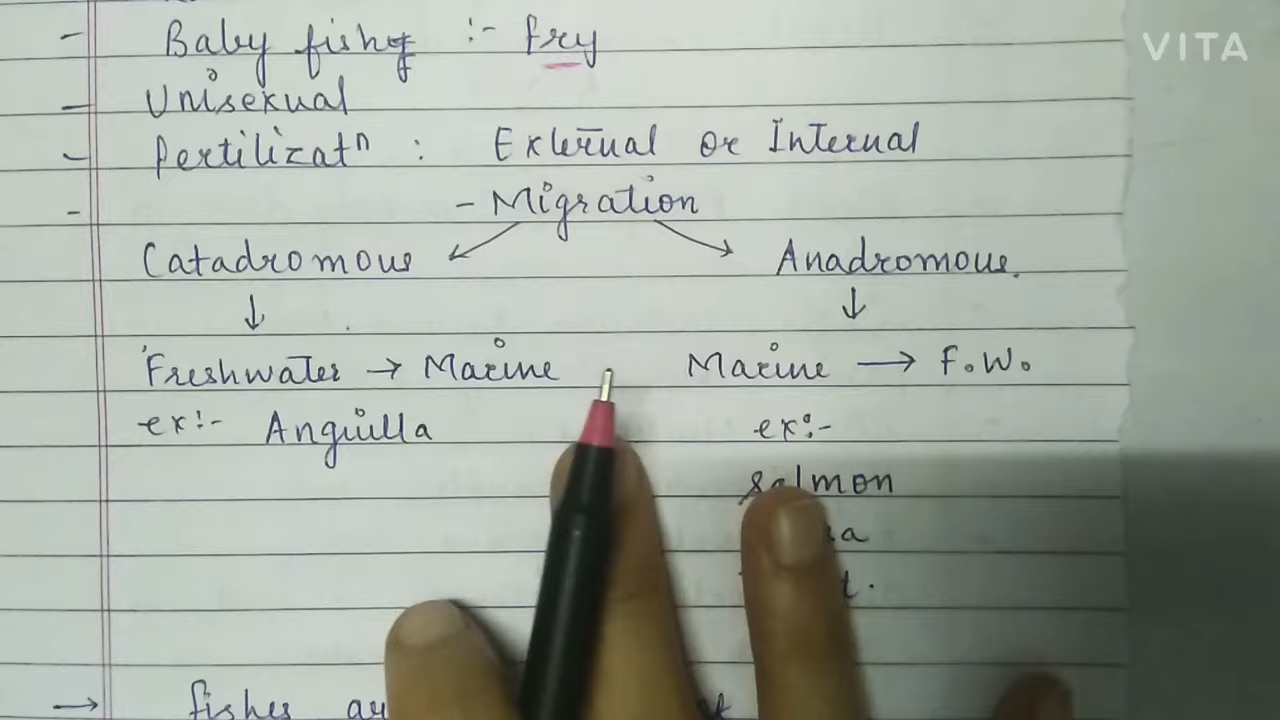 VITA
- Baby fishy :- fry
- Unisexual
- Fertilizatn : External or Internal
- - Migration
Catadromous Anadromous.
↓ ↓
Freshwater → Marine Marine → F.W.
ex:- Anguilla ex:-
salmon
→ fishes